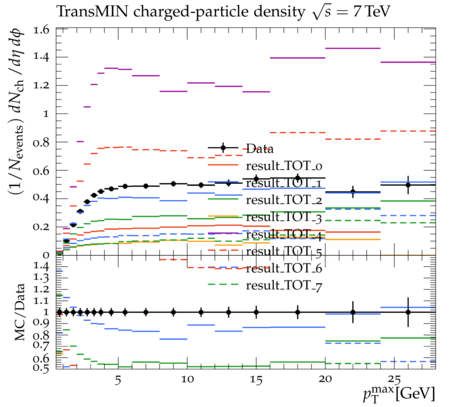 TransMIN charged-particle density √s = 7 TeV
(1/N_events) dN_ch / dη dφ
1.6
1.4
1.2
1
0.8
0.6
0.4
0.2
0
Data
result_TOT_0
result_TOT_1
result_TOT_2
result_TOT_3
result_TOT_4
result_TOT_5
result_TOT_6
result_TOT_7
MC/Data
1.4
1.3
1.2
1.1
1
0.9
0.8
0.7
0.6
0.5
5 10 15 20 25
p_T^max [GeV]